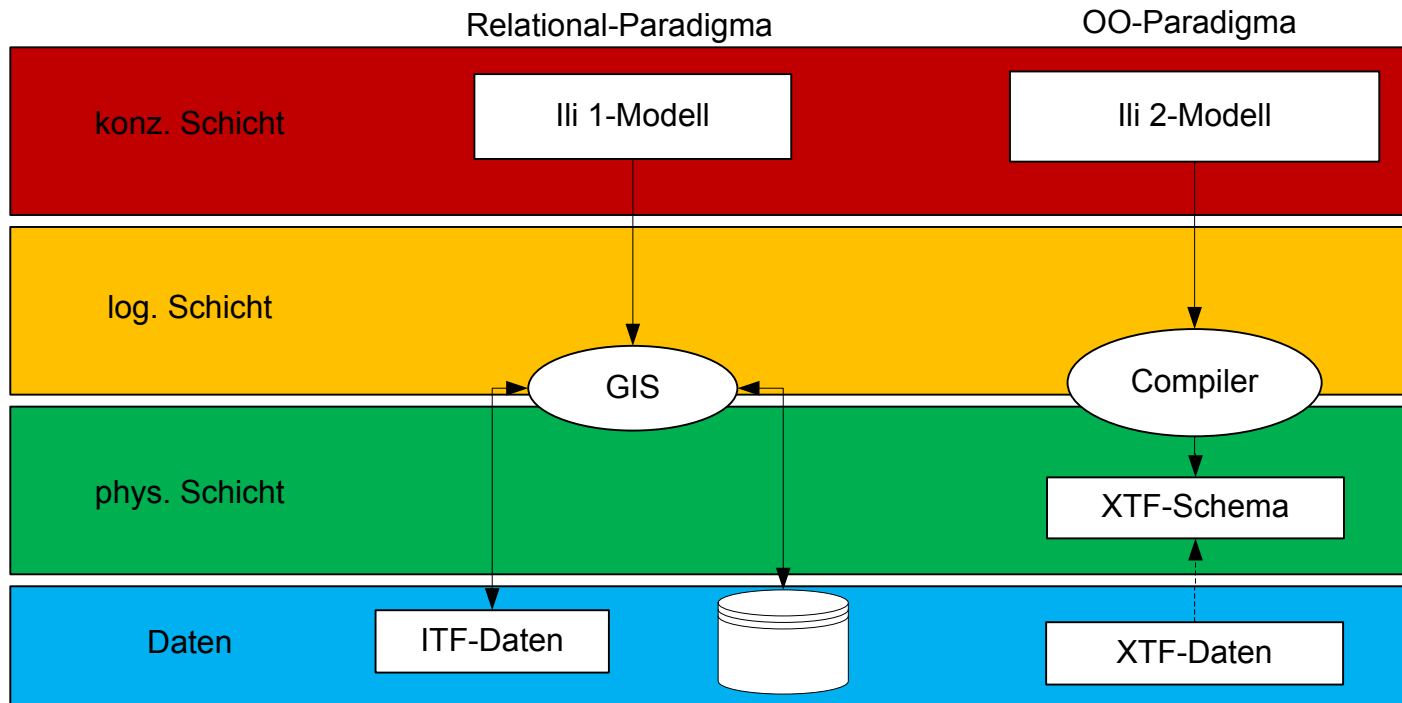 Relational-Paradigma
OO-Paradigma
konz. Schicht
Ili 1-Modell
Ili 2-Modell
log. Schicht
GIS
Compiler
phys. Schicht
XTF-Schema
Daten
ITF-Daten
XTF-Daten